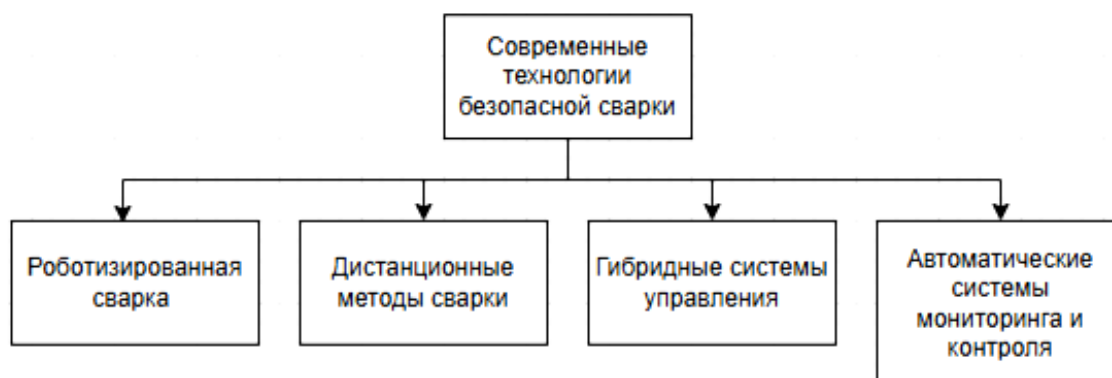 Современные
технологии
безопасной сварки
Роботизированная
сварка
Дистанционные
методы сварки
Гибридные системы
управления
Автоматические
системы
мониторинга и
контроля